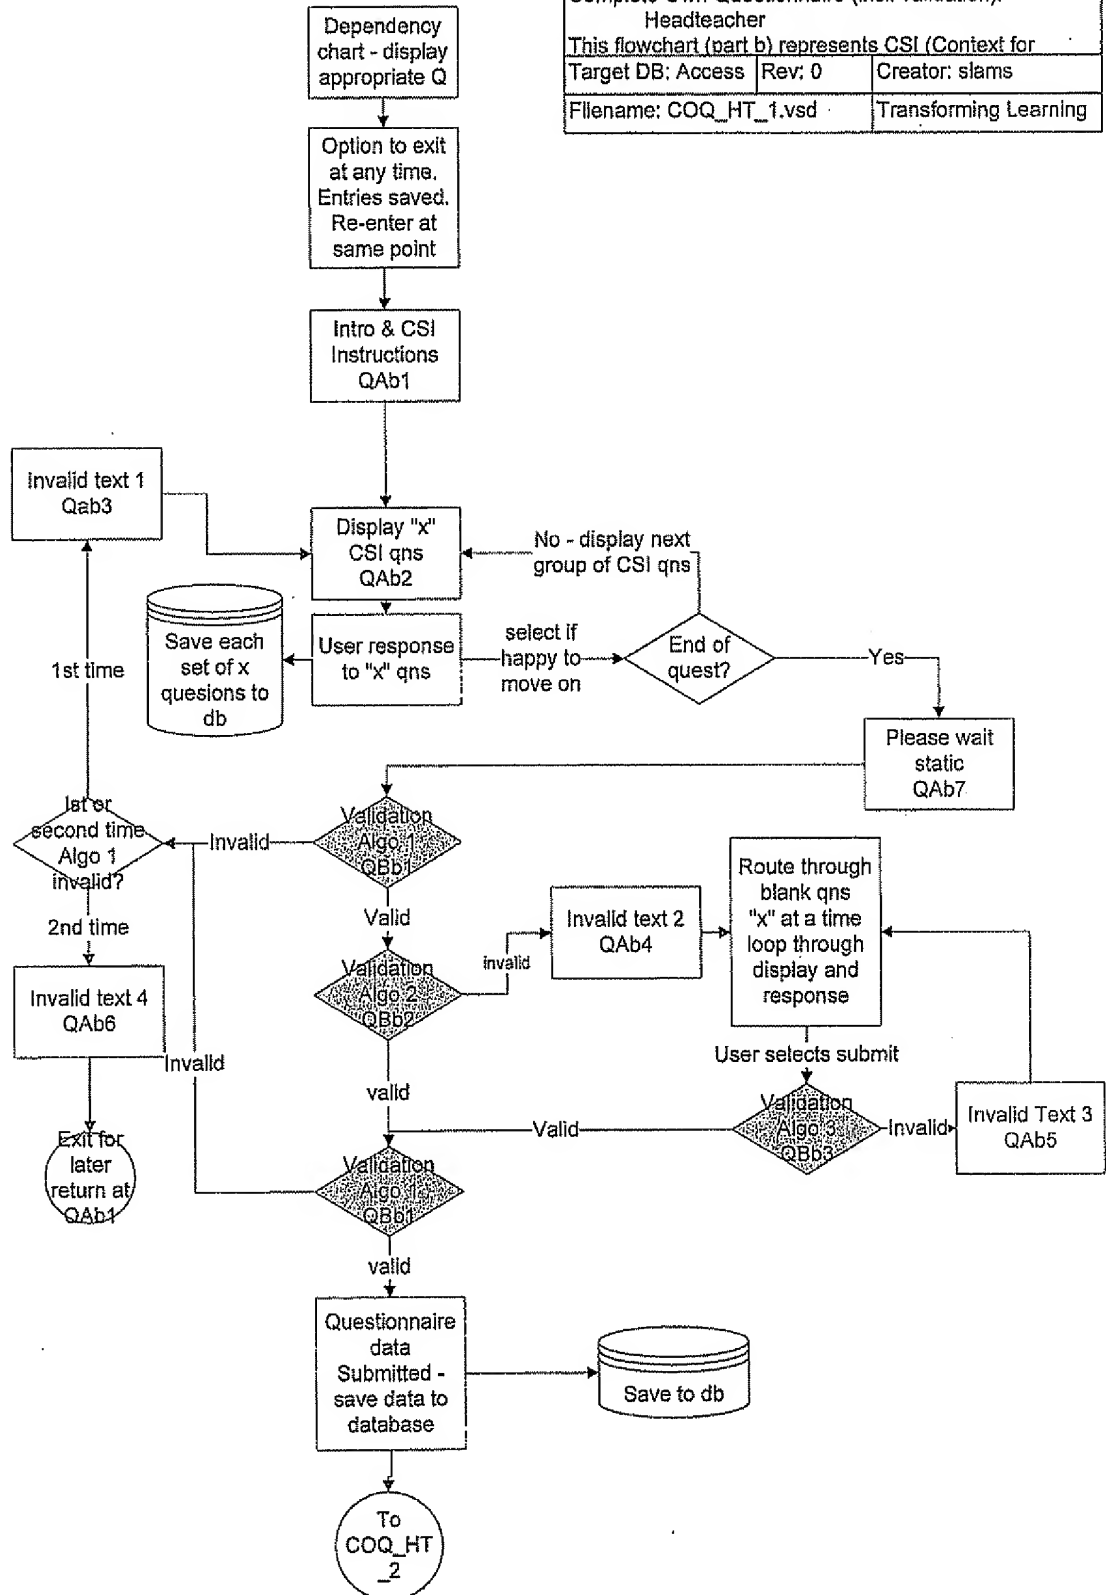 Headteacher
This flowchart (part b) represents CSI (Context for
Target DB: Access
Rev: 0
Creator: slams
Filename: COQ_HT_1.vsd
Transforming Learning
Dependency
chart - display
appropriate Q
Option to exit
at any time.
Entries saved.
Re-enter at
same point
Intro & CSI
Instructions
QAb1
Invalid text 1
Qab3
Display "x"
CSI qns
QAb2
No - display next
group of CSI qns
Save each
set of x
quesions to
db
User response
to "x" qns
select if
happy to
move on
End of
quest?
Yes
1st time
Please wait
static
QAb7
Ist or
second time
Algo 1
invalid?
Invalid
Validation
Algo 1
QBb1
Route through
blank qns
"x" at a time
loop through
display and
response
2nd time
Valid
Invalid text 2
QAb4
invalid
Validation
Algo 2
QBb2
Invalid text 4
QAb6
Invalid
User selects submit
valid
Validation
Algo 3
QBb3
Valid
Invalid
Invalid Text 3
QAb5
Exit for
later
return at
QAb1
Validation
Algo 1
QBb1
valid
Questionnaire
data
Submitted -
save data to
database
Save to db
To
COQ_HT
_2